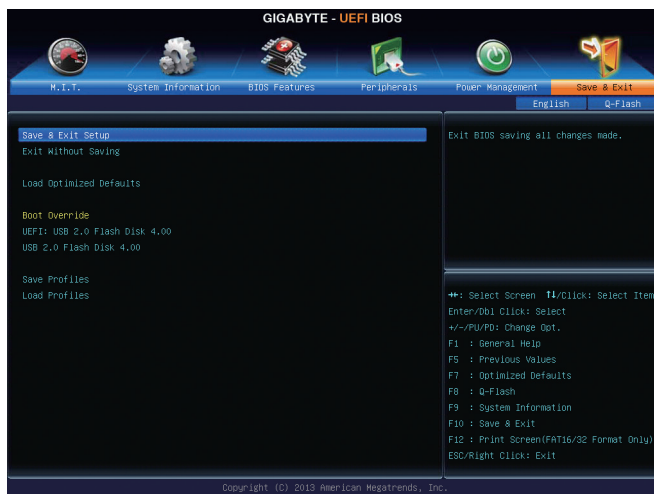 GIGABYTE - UEFI BIOS
M.I.T.
System Information
BIOS Features
Peripherals
Power Management
Save & Exit
English
Q-Flash
Save & Exit Setup
Exit Without Saving
Load Optimized Defaults
Boot Override
UEFI: USB 2.0 Flash Disk 4.00
USB 2.0 Flash Disk 4.00
Save Profiles
Load Profiles
Exit BIOS saving all changes made.
→←: Select Screen ↑↓/Click: Select Item
Enter/Dbl Click: Select
+/-/PU/PD: Change Opt.
F1 : General Help
F5 : Previous Values
F7 : Optimized Defaults
F8 : Q-Flash
F9 : System Information
F10 : Save & Exit
F12 : Print Screen(FAT16/32 Format Only)
ESC/Right Click: Exit
Copyright (C) 2013 American Megatrends, Inc.